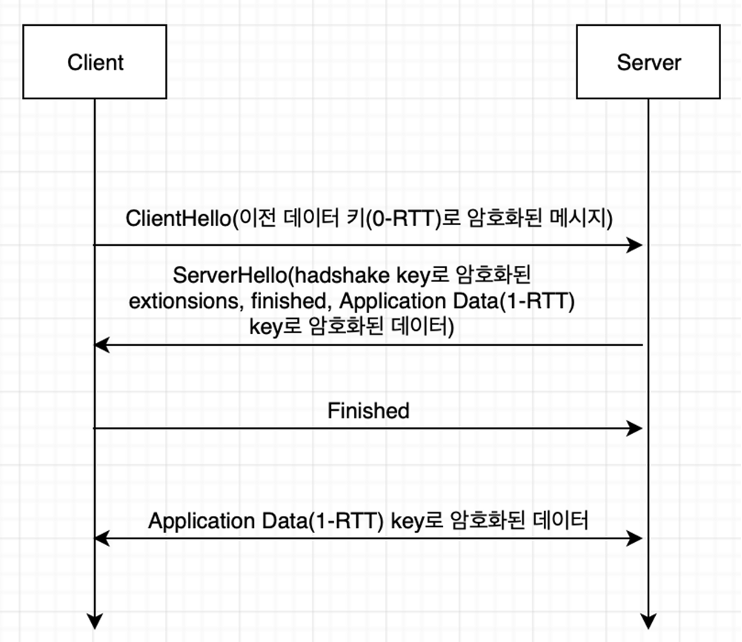 Client
Server
ClientHello(이전 데이터 키(0-RTT)로 암호화된 메시지)
ServerHello(hadshake key로 암호화된
extionsions, finished, Application Data(1-RTT)
key로 암호화된 데이터)
Finished
Application Data(1-RTT) key로 암호화된 데이터